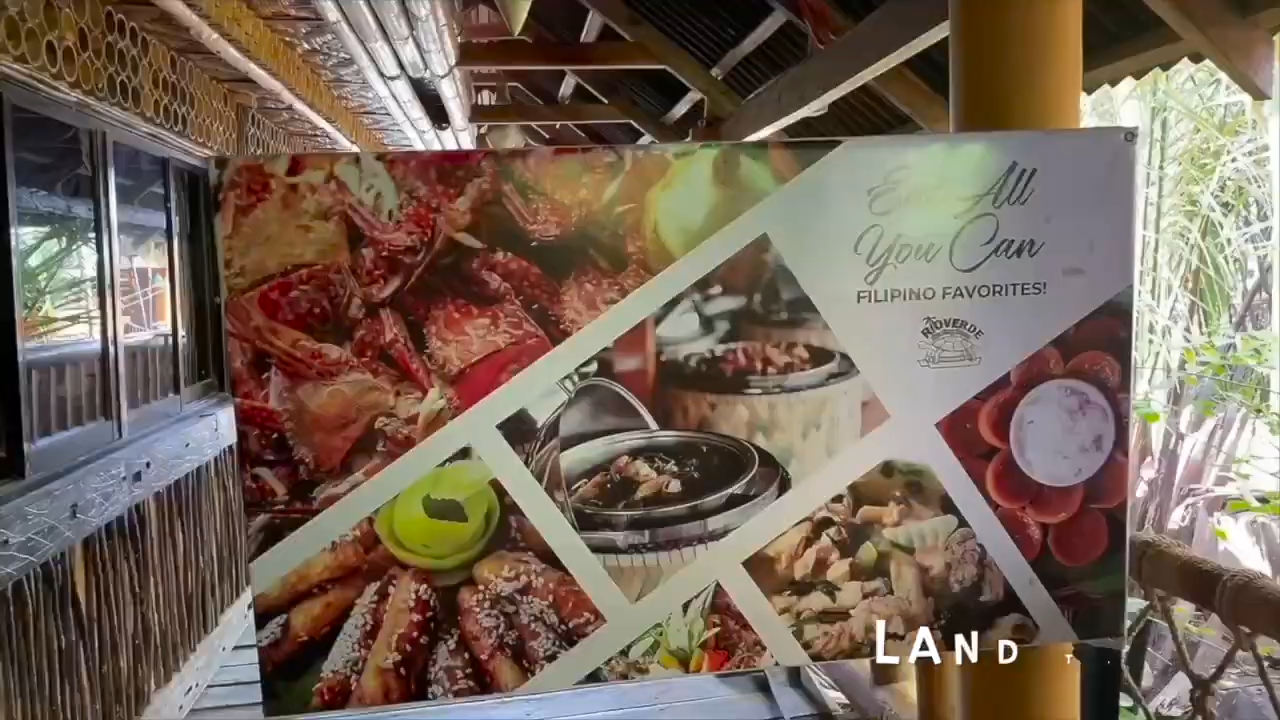 Eat All
You Can
FILIPINO FAVORITES!
RIOVERDE
LAND